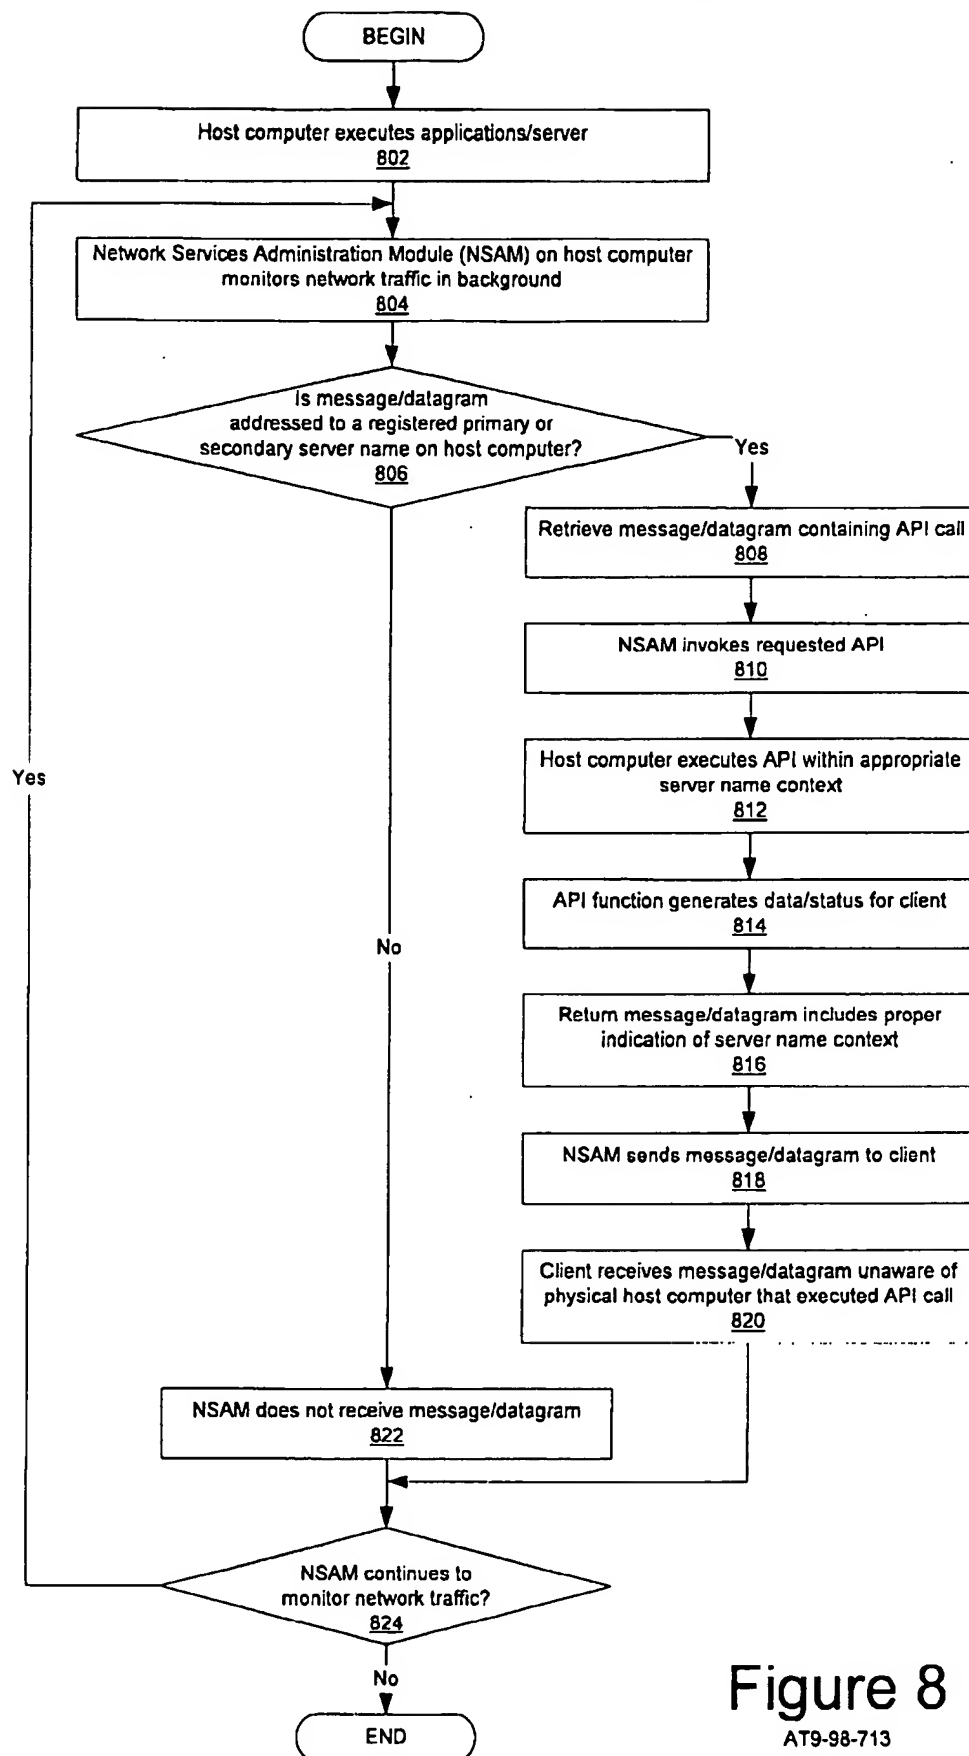 BEGIN
Host computer executes applications/server
802
Network Services Administration Module (NSAM) on host computer
monitors network traffic in background
804
Is message/datagram
addressed to a registered primary or
secondary server name on host computer?
806
Yes
Retrieve message/datagram containing API call
808
NSAM invokes requested API
810
Host computer executes API within appropriate
server name context
812
Yes
API function generates data/status for client
814
No
Return message/datagram includes proper
indication of server name context
816
NSAM sends message/datagram to client
818
Client receives message/datagram unaware of
physical host computer that executed API call
820
NSAM does not receive message/datagram
822
NSAM continues to
monitor network traffic?
824
No
END
Figure 8
AT9-98-713